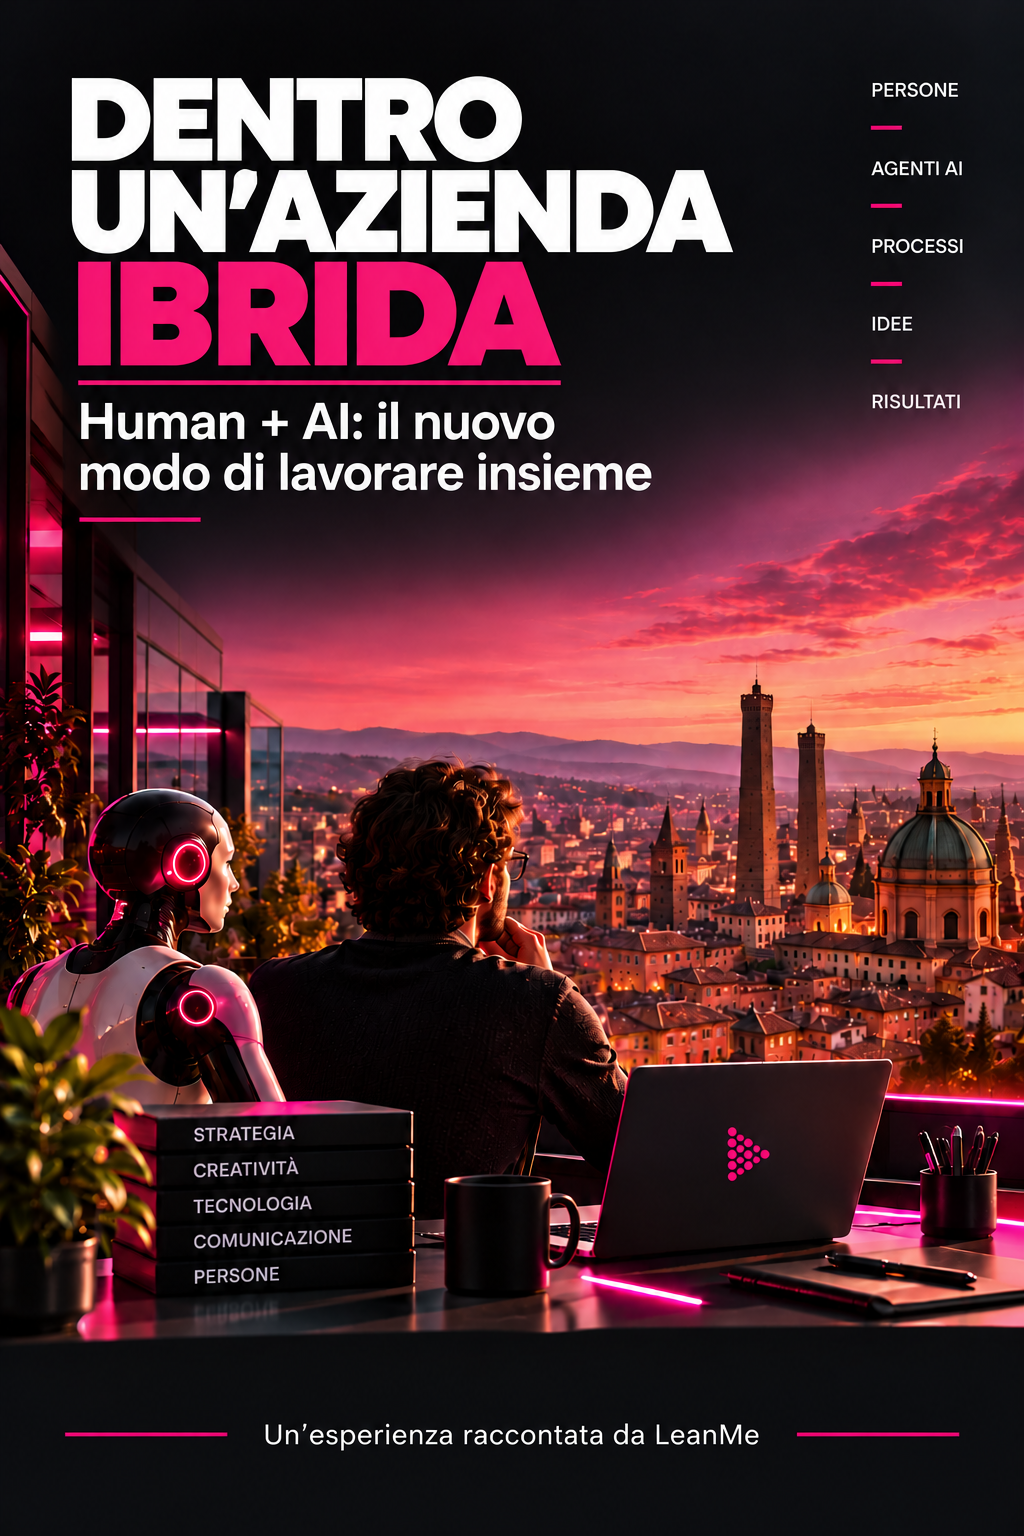 DENTRO
UN'AZIENDA
IBRIDA
Human + AI: il nuovo
modo di lavorare insieme
PERSONE
AGENTI AI
PROCESSI
IDEE
RISULTATI
STRATEGIA
CREATIVITÀ
TECNOLOGIA
COMUNICAZIONE
PERSONE
Un'esperienza raccontata da LeanMe